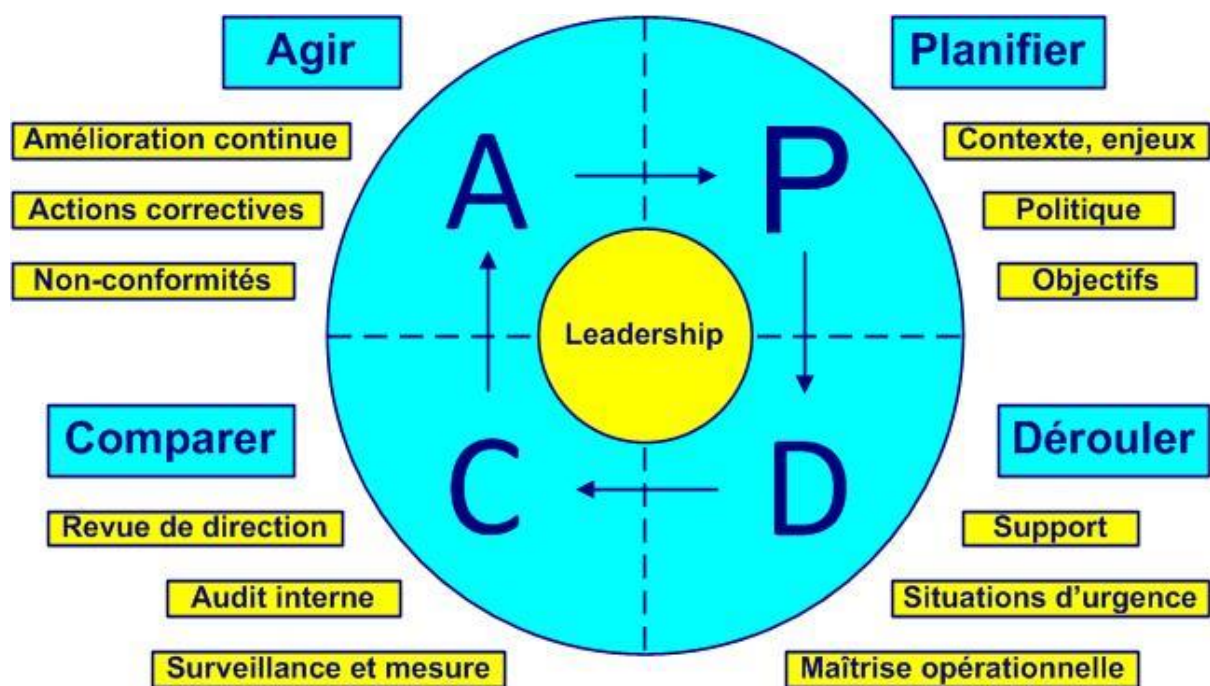 Agir
Planifier
Amélioration continue
Contexte, enjeux
A
P
Actions correctives
Politique
Non-conformités
Objectifs
Leadership
Comparer
Dérouler
C
D
Revue de direction
Support
Audit interne
Situations d'urgence
Surveillance et mesure
Maîtrise opérationnelle